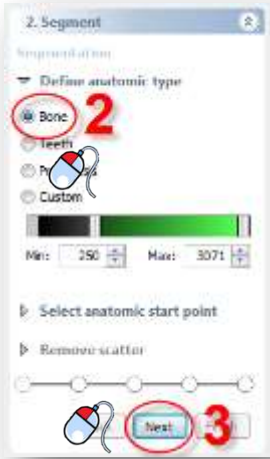 2. Segment
Segmentation
Define anatomic type
Bone
2
Teeth
Custom
Min: 250 Max: 3071
Select anatomic start point
Remove scatter
Next
3